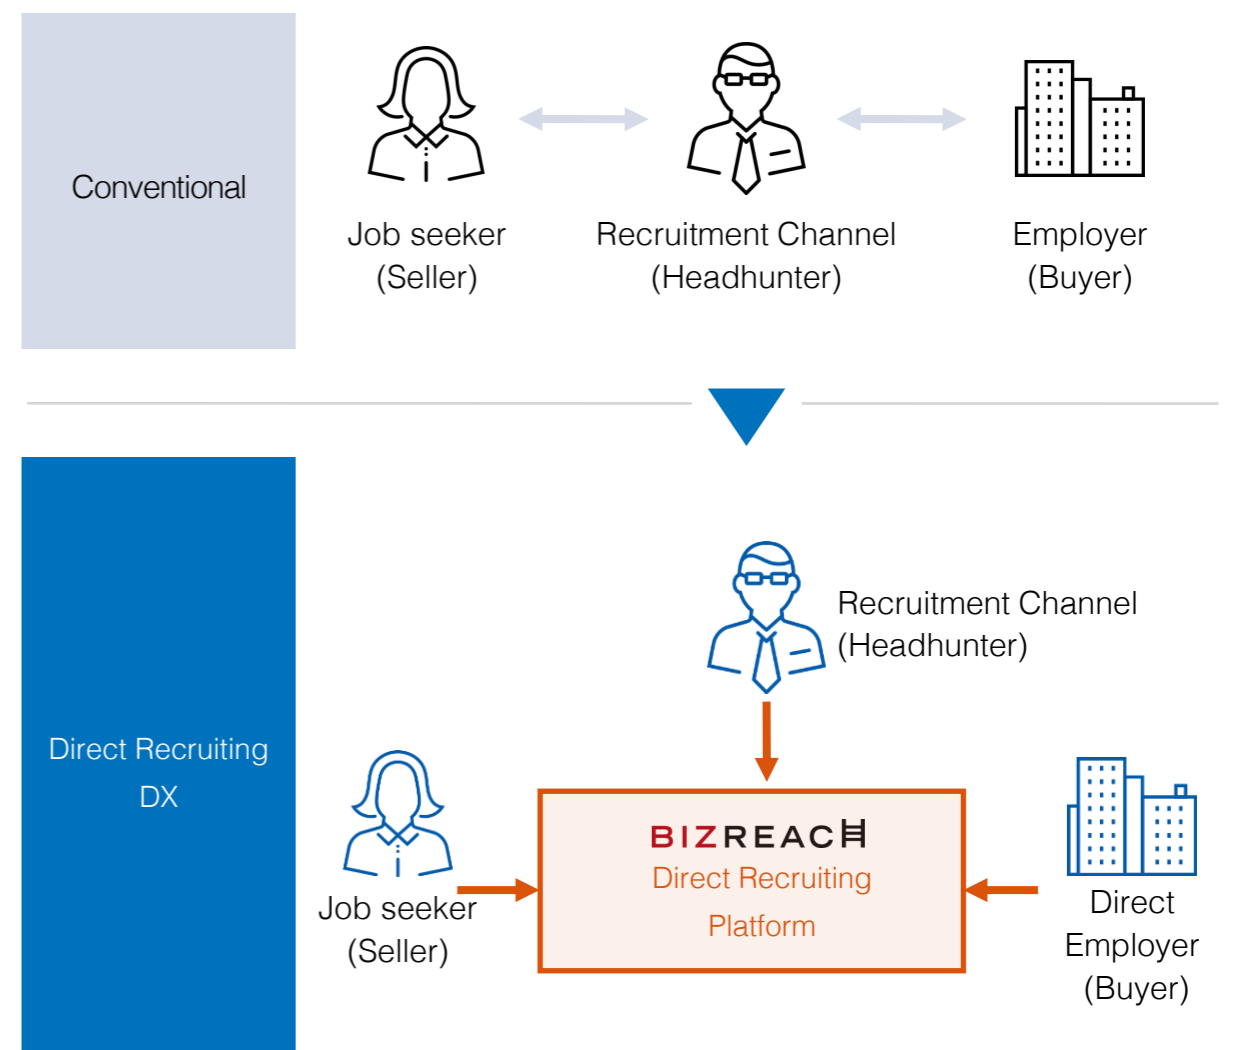 Conventional
Job seeker
(Seller)
Recruitment Channel
(Headhunter)
Employer
(Buyer)
Direct Recruiting
DX
Recruitment Channel
(Headhunter)
Job seeker
(Seller)
BIZREACH
Direct Recruiting
Platform
Direct
Employer
(Buyer)